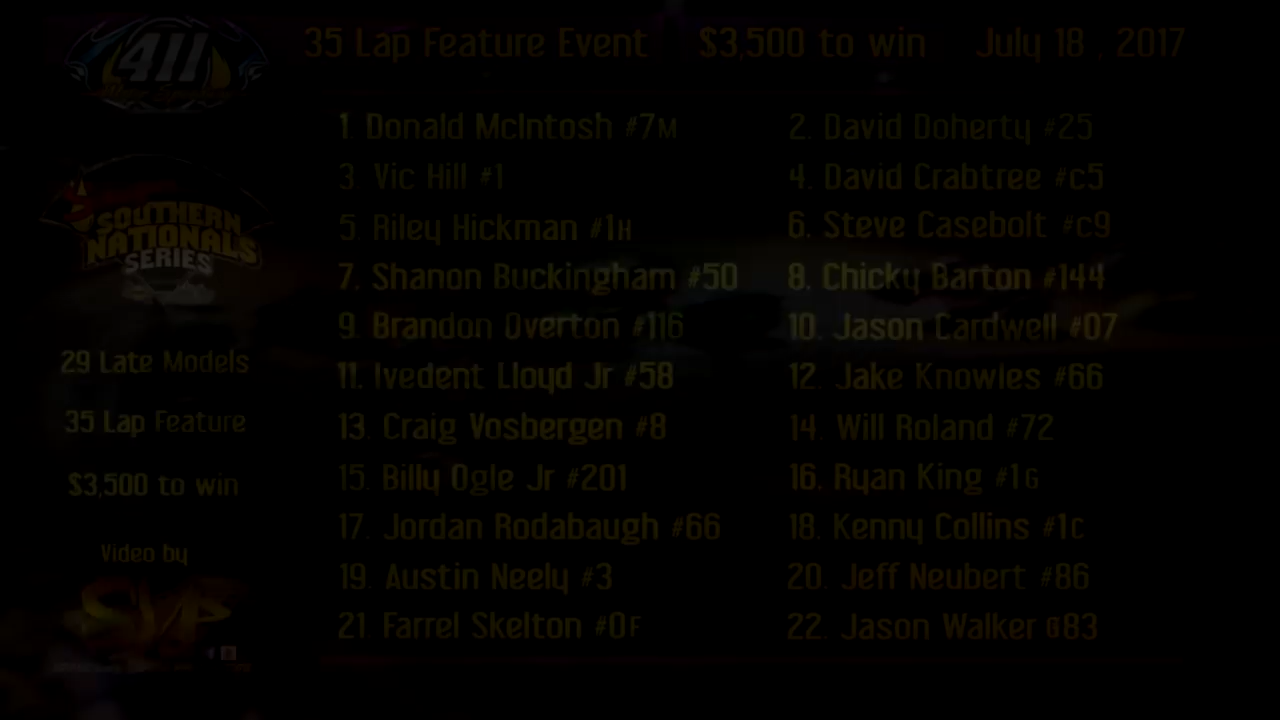 411
35 Lap Feature Event $3,500 to win July 18 , 2017
1. Donald McIntosh #7M
2. David Doherty #25
3. Vic Hill #1
4. David Crabtree #c5
5. Riley Hickman #1H
6. Steve Casebolt #c9
7. Shanon Buckingham #50
8. Chicky Barton #144
9. Brandon Overton #116
10. Jason Cardwell #07
11. Ivedent Lloyd Jr #58
12. Jake Knowles #66
13. Craig Vosbergen #8
14. Will Roland #72
15. Billy Ogle Jr #201
16. Ryan King #1G
17. Jordan Rodabaugh #66
18. Kenny Collins #1C
19. Austin Neely #3
20. Jeff Neubert #86
21. Farrel Skelton #0F
22. Jason Walker @83
SOUTHERN
NATIONALS
SERIES
29 Late Models
35 Lap Feature
$3,500 to win
Video by